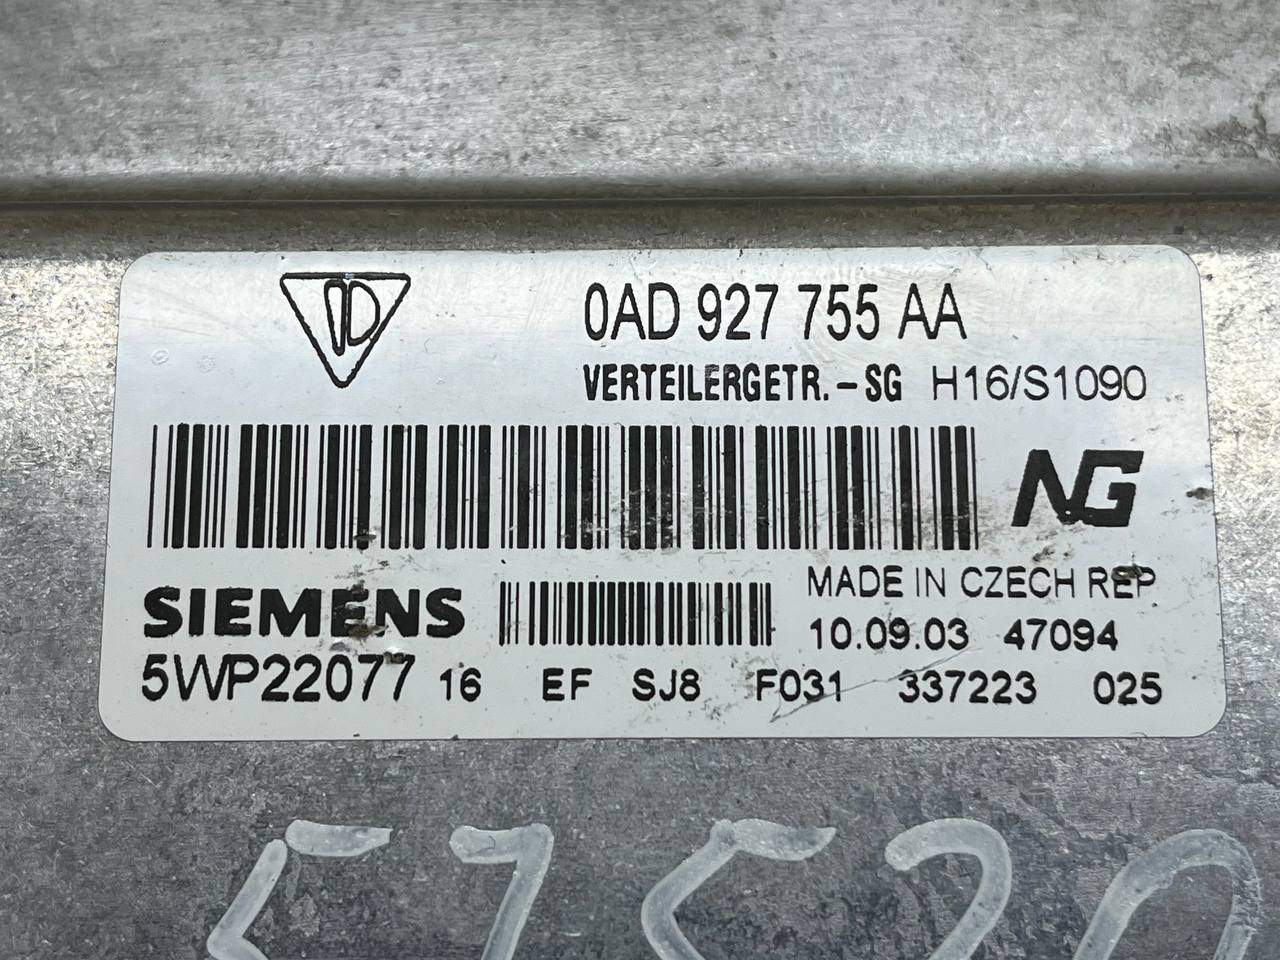 0AD 927 755 AA
VERTEILERGETR.-SG H16/S1090
NG
SIEMENS
MADE IN CZECH REP
10.09.03 47094
5WP22077 16 EF SJ8 F031 337223 025